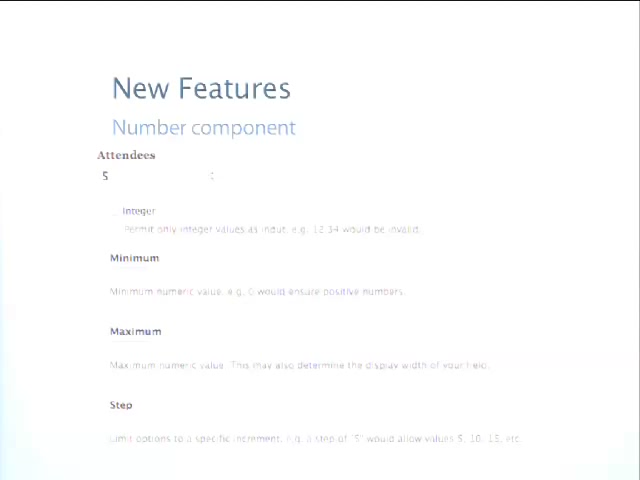 New Features
Number component
Attendees
5
Integer
Permit only integer values as input, e.g. 12.34 would be invalid.
Minimum
Minimum numeric value, e.g. 0 would ensure positive numbers.
Maximum
Maximum numeric value. This may also determine the display width of your field.
Step
Limit options to a specific increment, e.g. a step of "5" would allow values 5, 10, 15, etc.